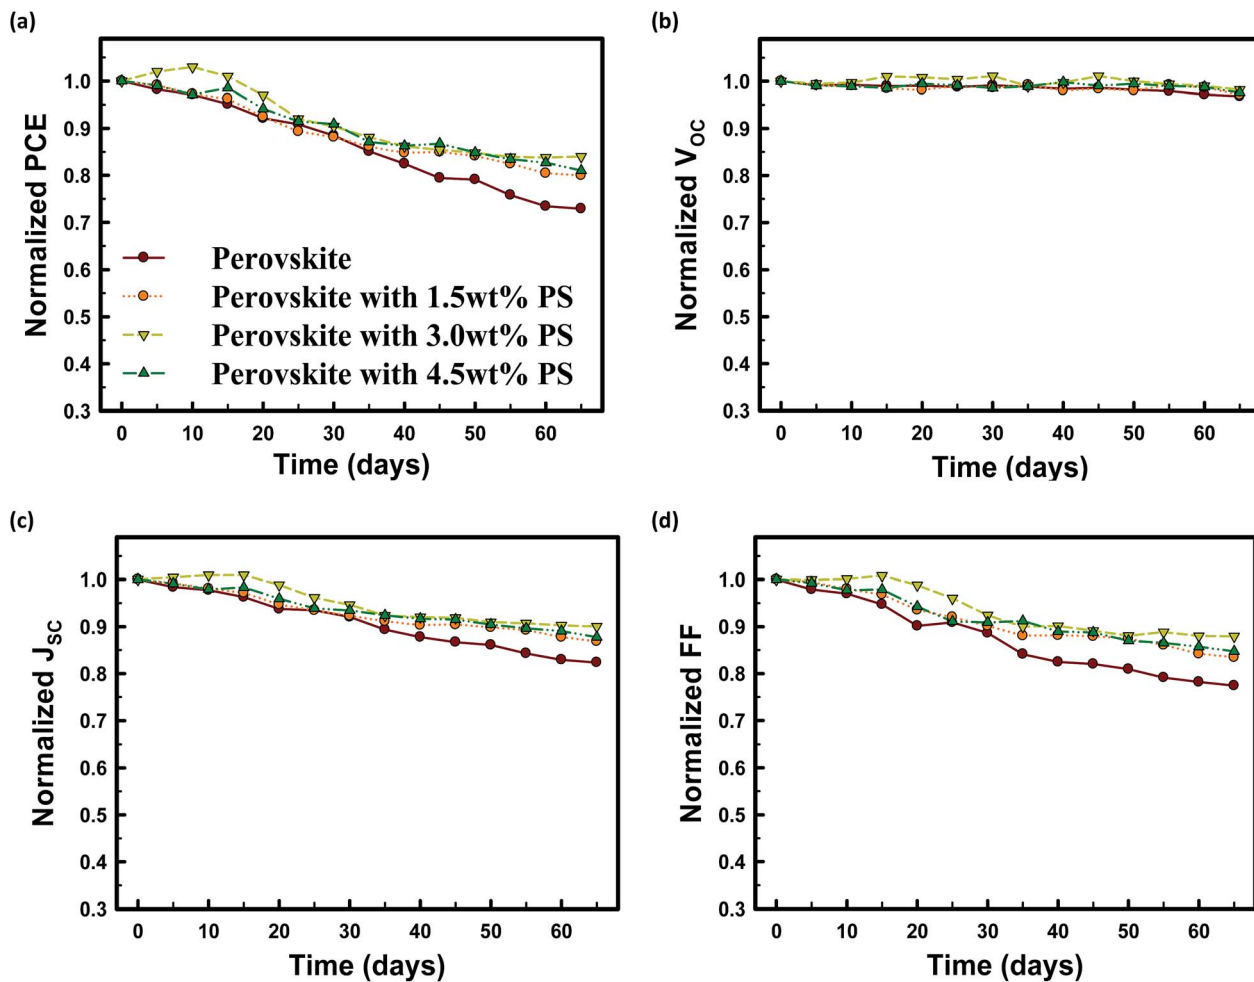 (a)
Normalized PCE
1.0
0.9
0.8
0.7
0.6
0.5
0.4
0.3
Perovskite
Perovskite with 1.5wt% PS
Perovskite with 3.0wt% PS
Perovskite with 4.5wt% PS
0 10 20 30 40 50 60
Time (days)
(b)
Normalized VOC
1.0
0.9
0.8
0.7
0.6
0.5
0.4
0.3
0 10 20 30 40 50 60
Time (days)
(c)
Normalized JSC
1.0
0.9
0.8
0.7
0.6
0.5
0.4
0.3
0 10 20 30 40 50 60
Time (days)
(d)
Normalized FF
1.0
0.9
0.8
0.7
0.6
0.5
0.4
0.3
0 10 20 30 40 50 60
Time (days)